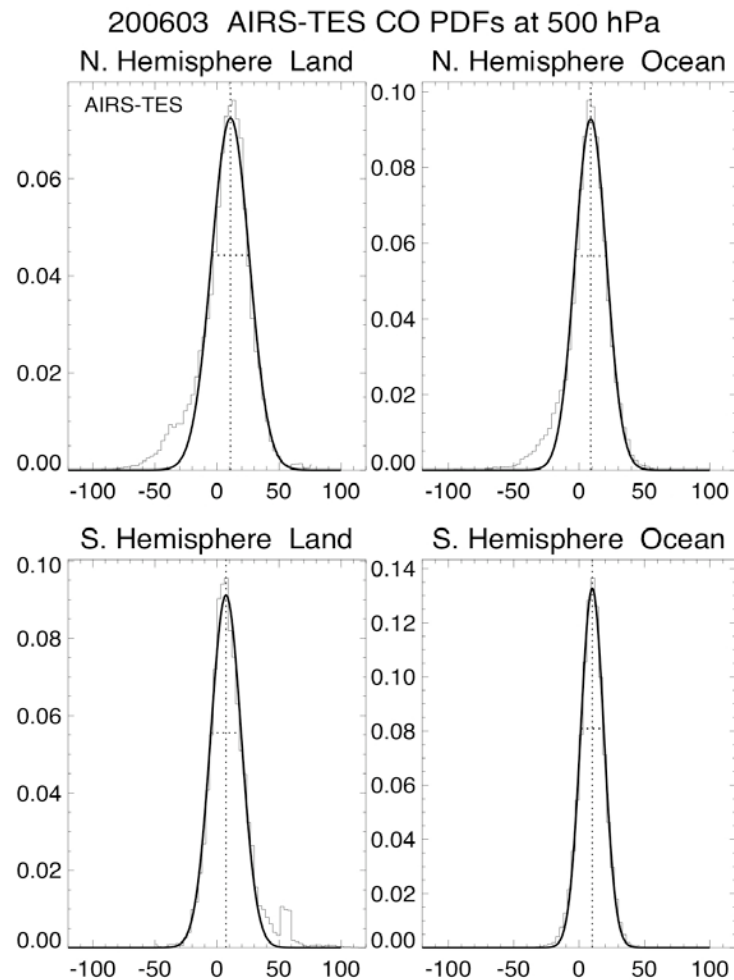 200603 AIRS-TES CO PDFs at 500 hPa
N. Hemisphere Land
N. Hemisphere Ocean
AIRS-TES
0.06
0.04
0.02
0.00
-100 -50 0 50 100
0.10
0.08
0.06
0.04
0.02
0.00
-100 -50 0 50 100
S. Hemisphere Land
S. Hemisphere Ocean
0.10
0.08
0.06
0.04
0.02
0.00
-100 -50 0 50 100
0.14
0.12
0.10
0.08
0.06
0.04
0.02
0.00
-100 -50 0 50 100